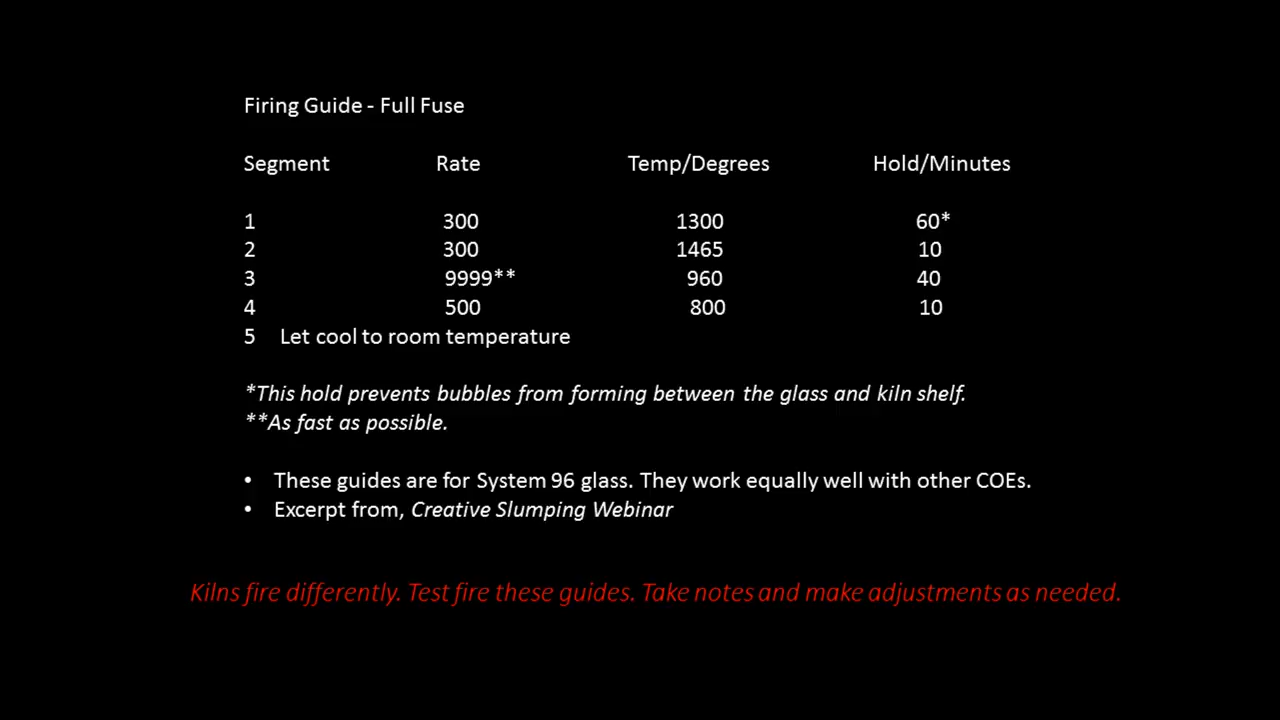 Firing Guide - Full Fuse
Segment Rate Temp/Degrees Hold/Minutes
1 300 1300 60*
2 300 1465 10
3 9999** 960 40
4 500 800 10
5 Let cool to room temperature
*This hold prevents bubbles from forming between the glass and kiln shelf.
**As fast as possible.
• These guides are for System 96 glass. They work equally well with other COEs.
• Excerpt from, Creative Slumping Webinar
Kilns fire differently. Test fire these guides. Take notes and make adjustments as needed.